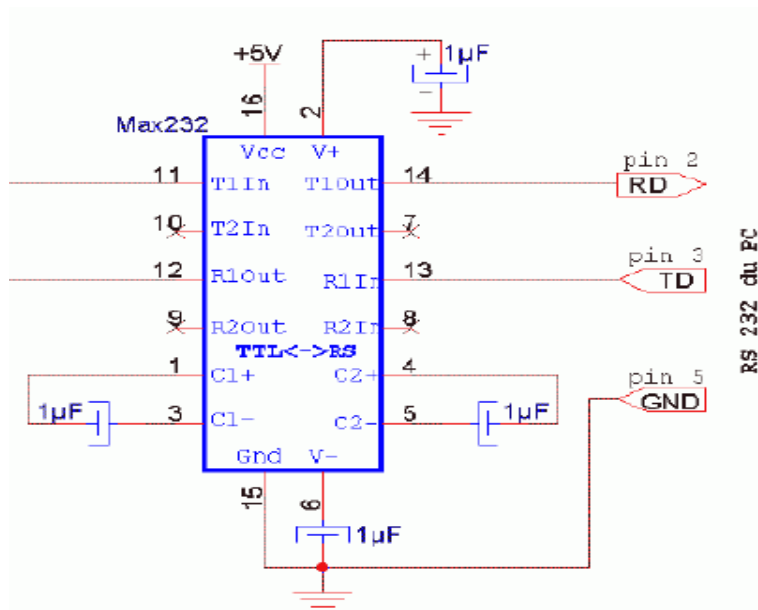 +5V
+ 1µF
-
16
2
Max232
Vcc V+
pin 2
11 T1In T1Out 14 RD
10 T2In T2Out 7
pin 3
12 R1Out R1In 13 TD
9 R2Out R2In 8
TTL<->RS
1 C1+ C2+ 4
pin 5
1µF 3 C1- C2- 5 1µF GND
Gnd V-
15
6
1µF
RS 232 du PC